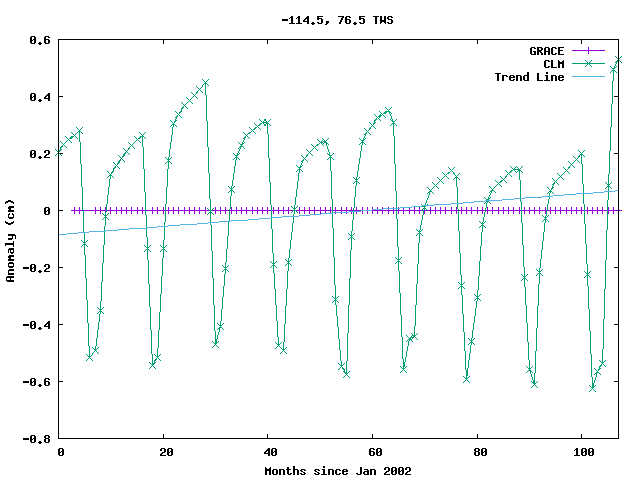 -114.5, 76.5 TWS
GRACE
CLM
Trend Line
0.6
0.4
0.2
0
-0.2
-0.4
-0.6
-0.8
Anomaly (cm)
0 20 40 60 80 100
Months since Jan 2002